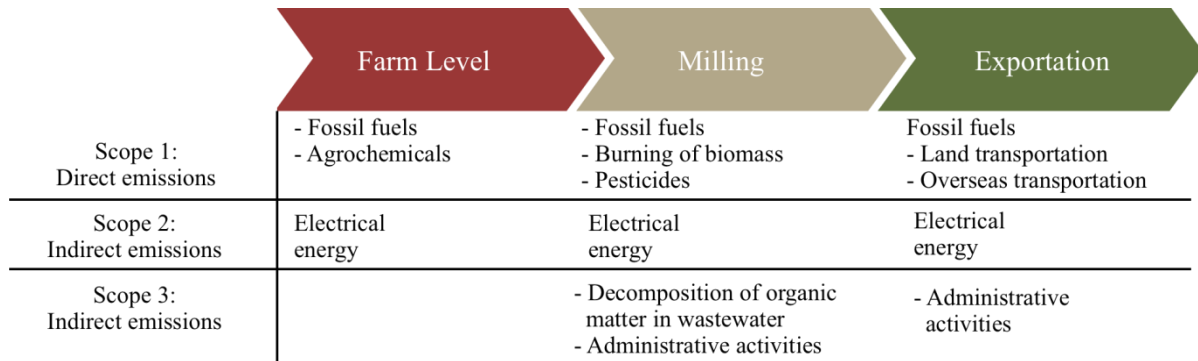 Farm Level
Milling
Exportation
Scope 1:
Direct emissions
- Fossil fuels
- Agrochemicals
- Fossil fuels
- Burning of biomass
- Pesticides
Fossil fuels
- Land transportation
- Overseas transportation
Scope 2:
Indirect emissions
Electrical
energy
Electrical
energy
Electrical
energy
Scope 3:
Indirect emissions
- Decomposition of organic
matter in wastewater
- Administrative activities
- Administrative
activities